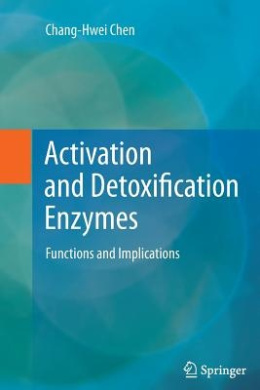 Chang-Hwei Chen
Activation
and Detoxification
Enzymes
Functions and Implications
Springer